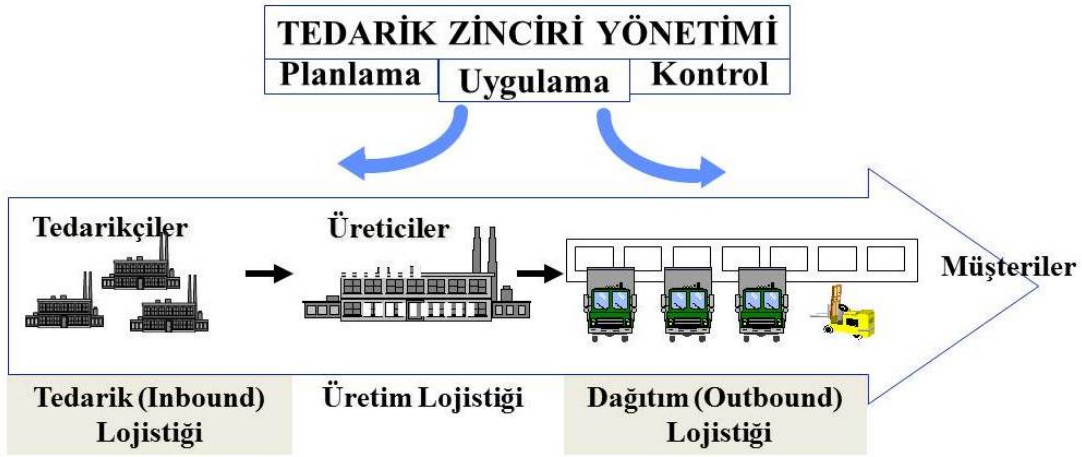 TEDARİK ZİNCİRİ YÖNETİMİ
Planlama
Uygulama
Kontrol
Tedarikçiler
Üreticiler
Müşteriler
Tedarik (Inbound)
Lojistiği
Üretim Lojistiği
Dağıtım (Outbound)
Lojistiği